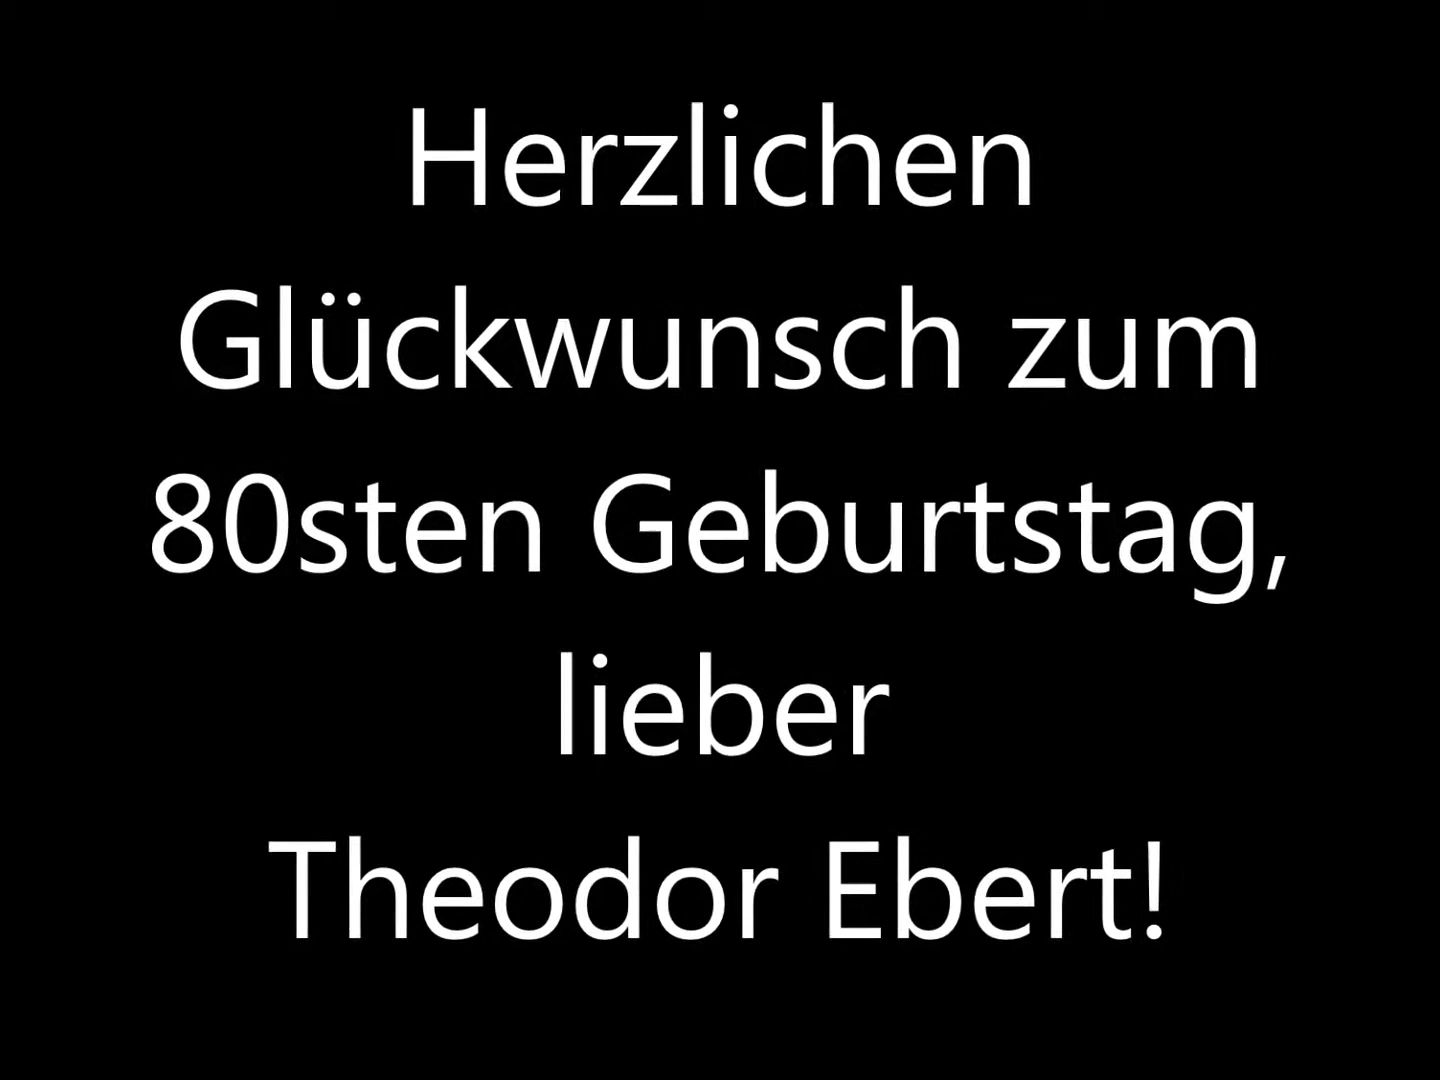 Herzlichen
Glückwunsch zum
80sten Geburtstag,
lieber
Theodor Ebert!